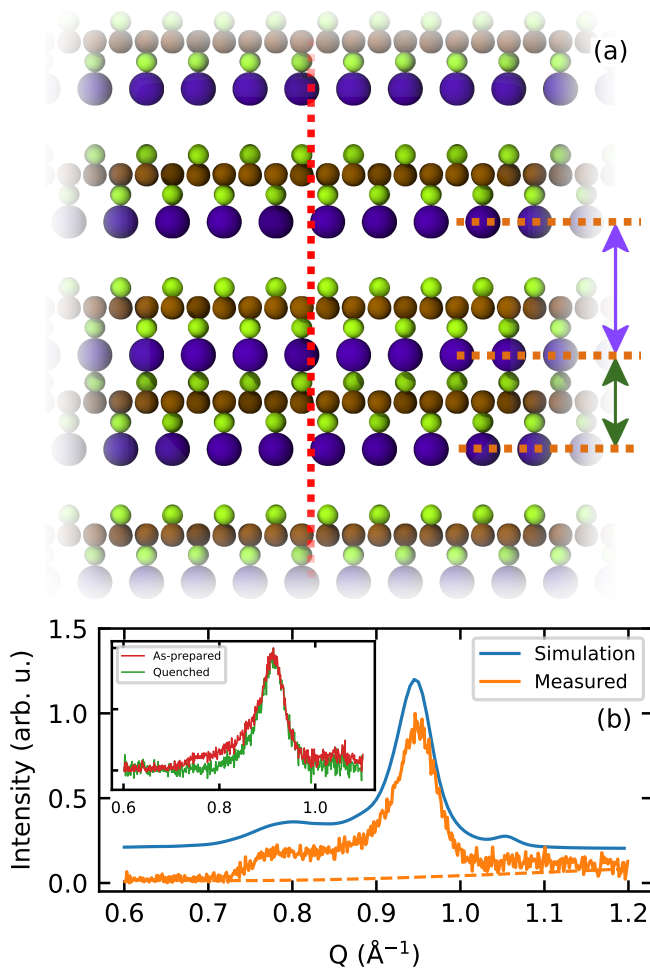 (a)
1.5
1.0
0.5
0.0
Intensity (arb. u.)
As-prepared
Quenched
0.6
0.8
1.0
Simulation
Measured
(b)
0.6
0.7
0.8
0.9
1.0
1.1
1.2
Q (Å⁻¹)